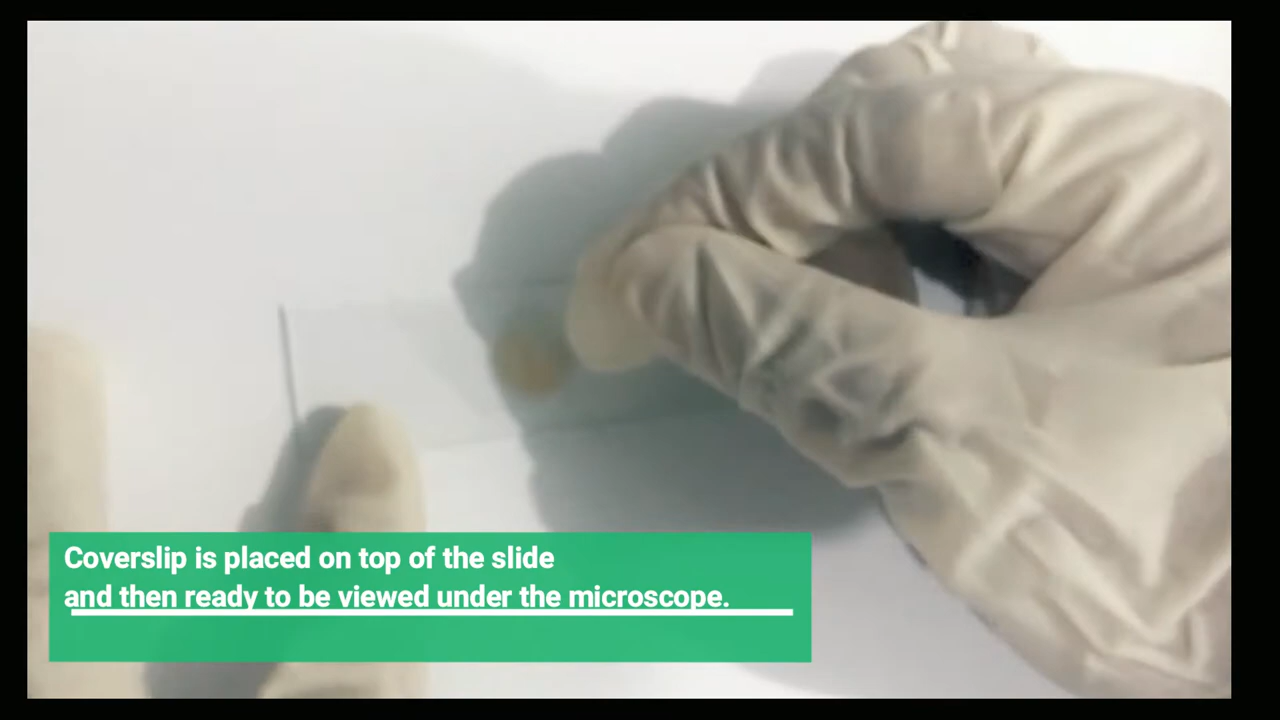 Coverslip is placed on top of the slide
and then ready to be viewed under the microscope.